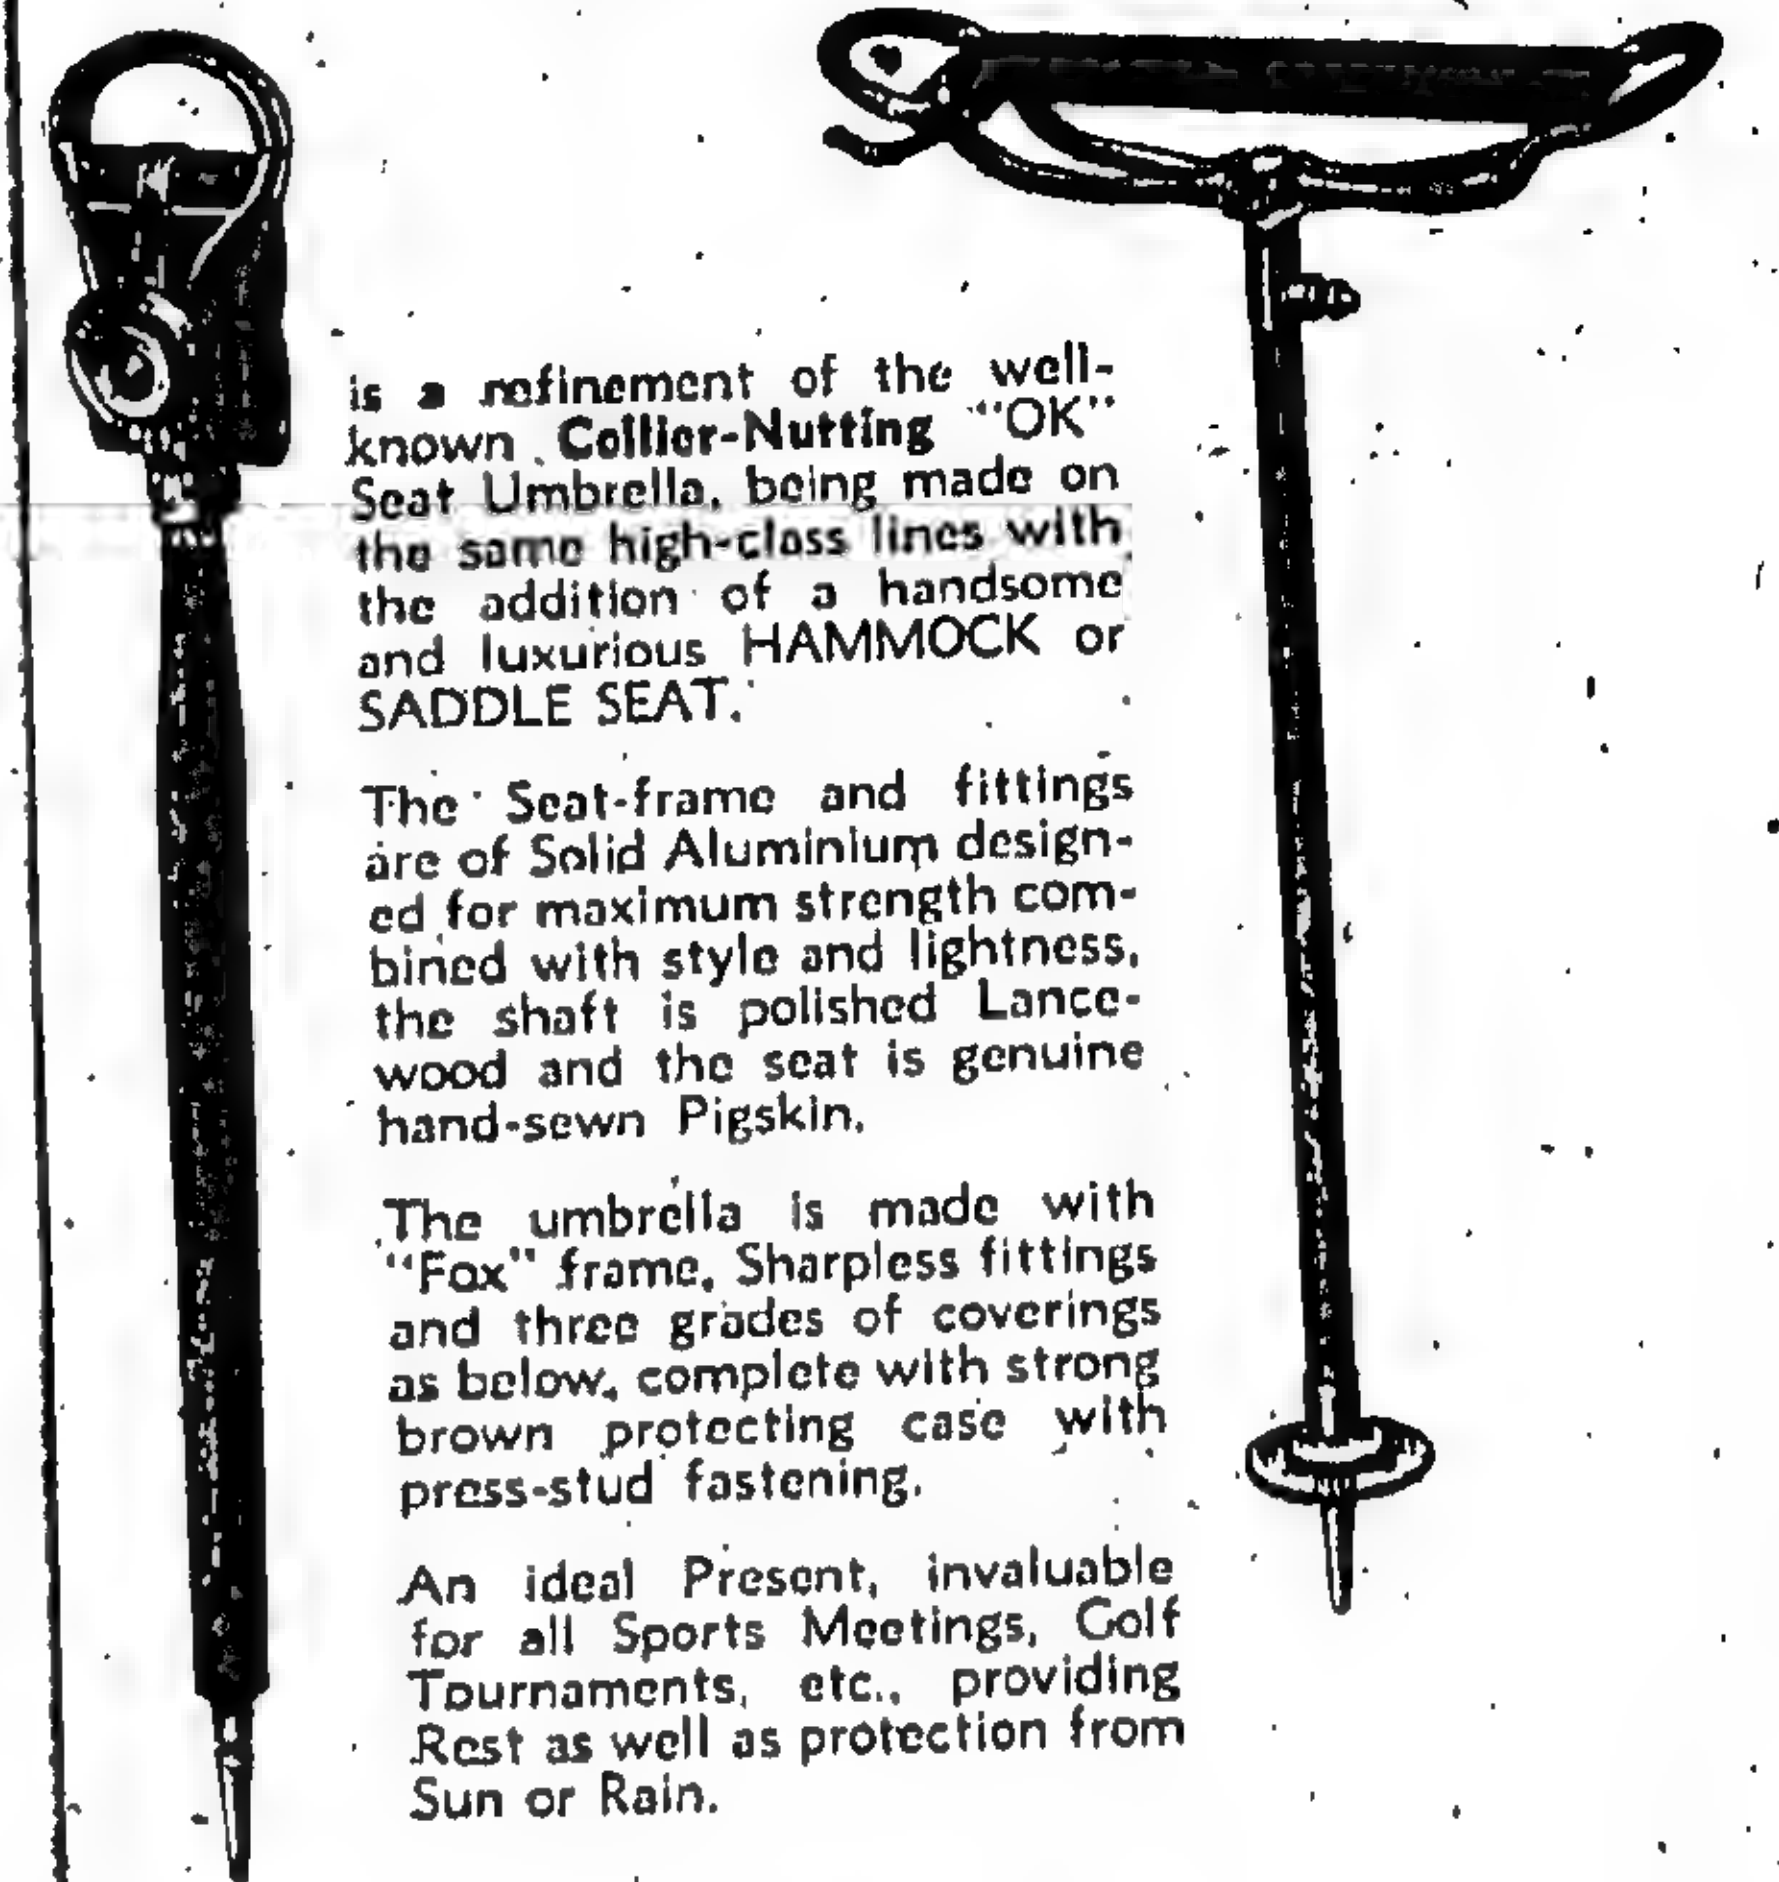 is a refinement of the well-
known Collier-Nutting "OK"
Seat Umbrella, being made on
the same high-class lines with
the addition of a handsome
and luxurious HAMMOCK or
SADDLE SEAT.
The Seat-frame and fittings
are of Solid Aluminium design-
ed for maximum strength com-
bined with style and lightness,
the shaft is polished Lance-
wood and the seat is genuine
hand-sewn Pigskin.
The umbrella is made with
"Fox" frame, Sharpless fittings
and three grades of coverings
as below, complete with strong
brown protecting case with
press-stud fastening.
An ideal Present, invaluable
for all Sports Meetings, Golf
Tournaments, etc., providing
Rest as well as protection from
Sun or Rain.